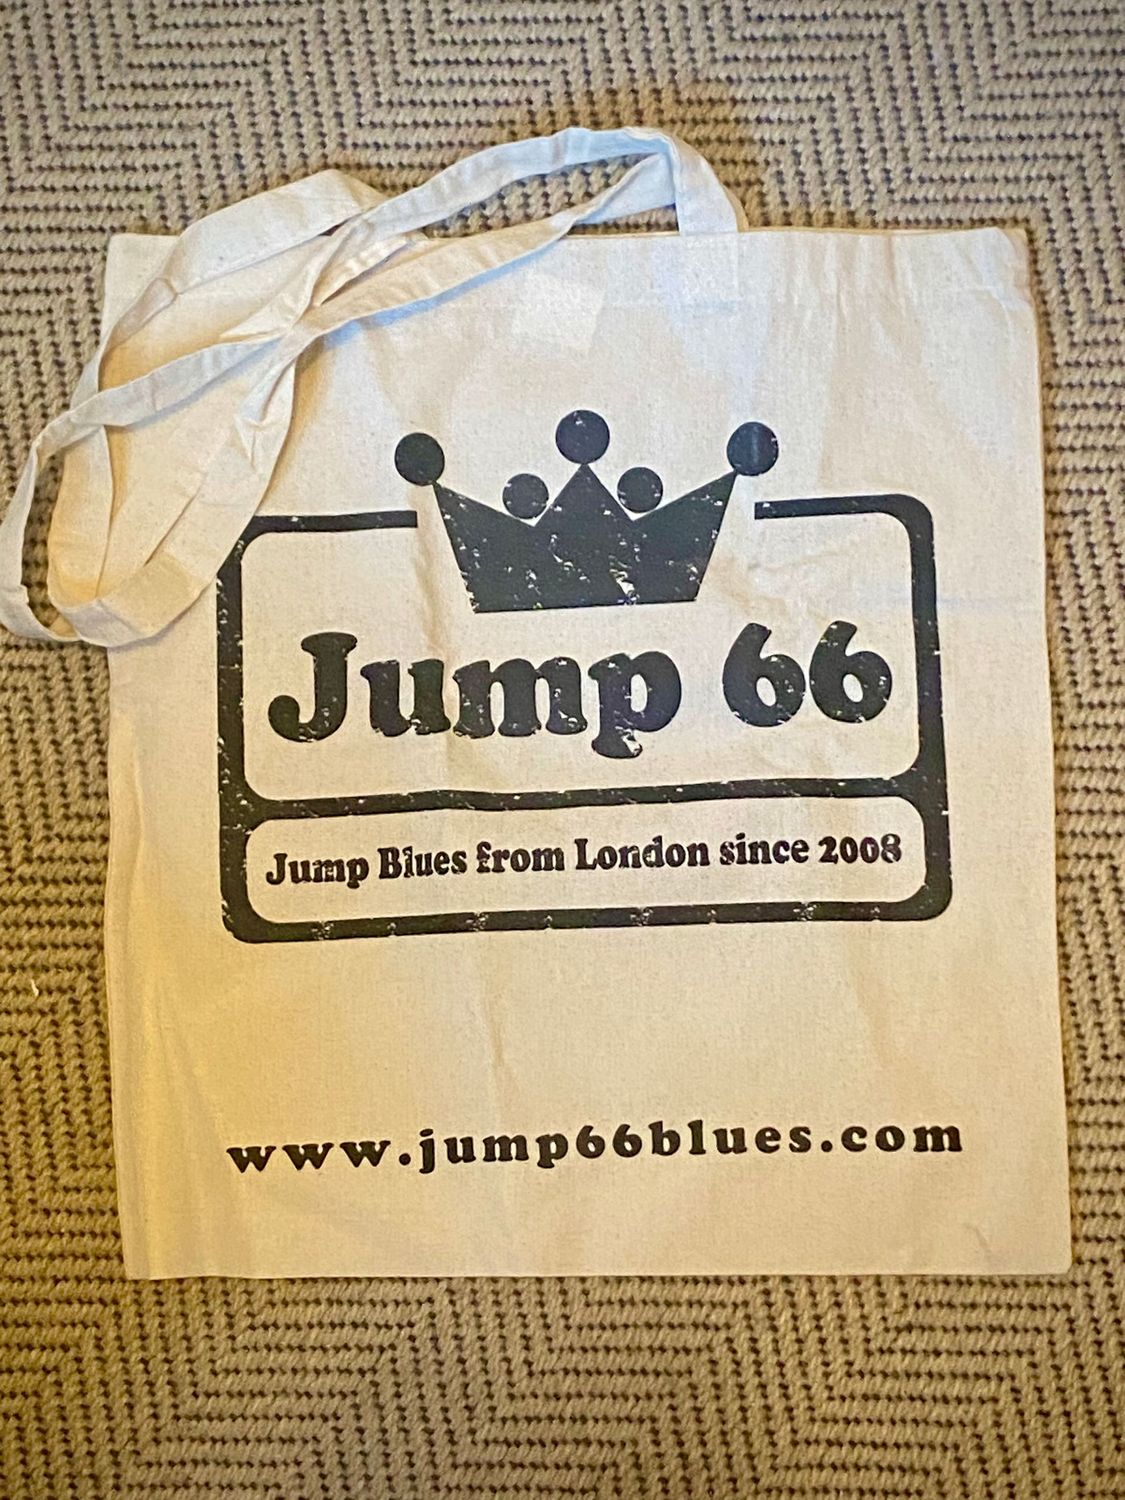 Jump 66
Jump Blues from London since 2008
www.jump66blues.com